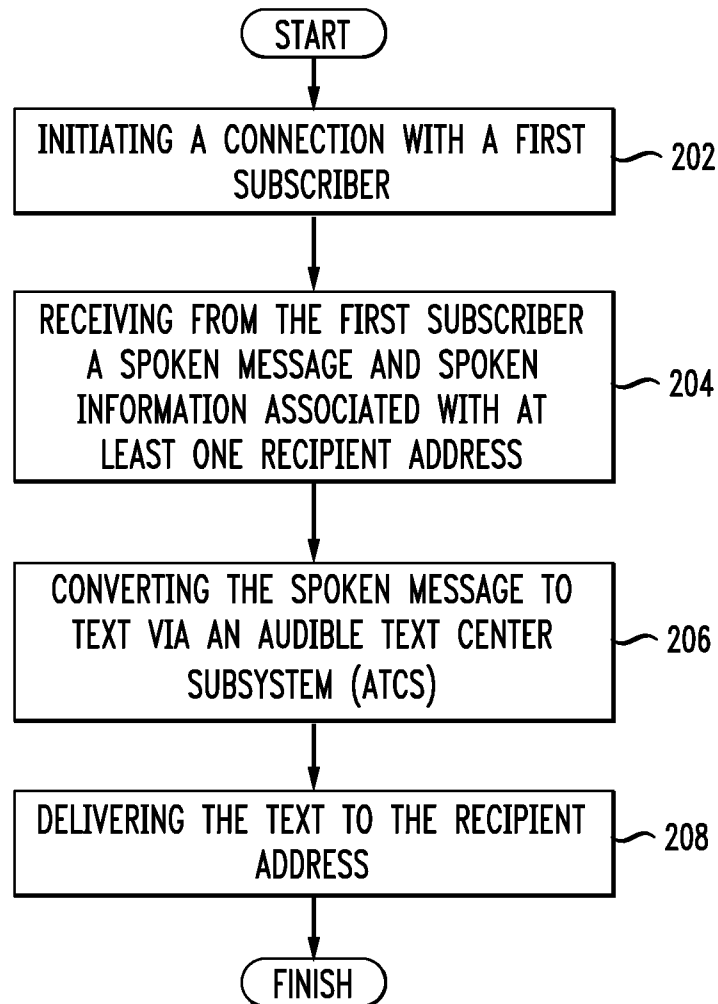 START
INITIATING A CONNECTION WITH A FIRST
SUBSCRIBER
202
RECEIVING FROM THE FIRST SUBSCRIBER
A SPOKEN MESSAGE AND SPOKEN
INFORMATION ASSOCIATED WITH AT
LEAST ONE RECIPIENT ADDRESS
204
CONVERTING THE SPOKEN MESSAGE TO
TEXT VIA AN AUDIBLE TEXT CENTER
SUBSYSTEM (ATCS)
206
DELIVERING THE TEXT TO THE RECIPIENT
ADDRESS
208
FINISH